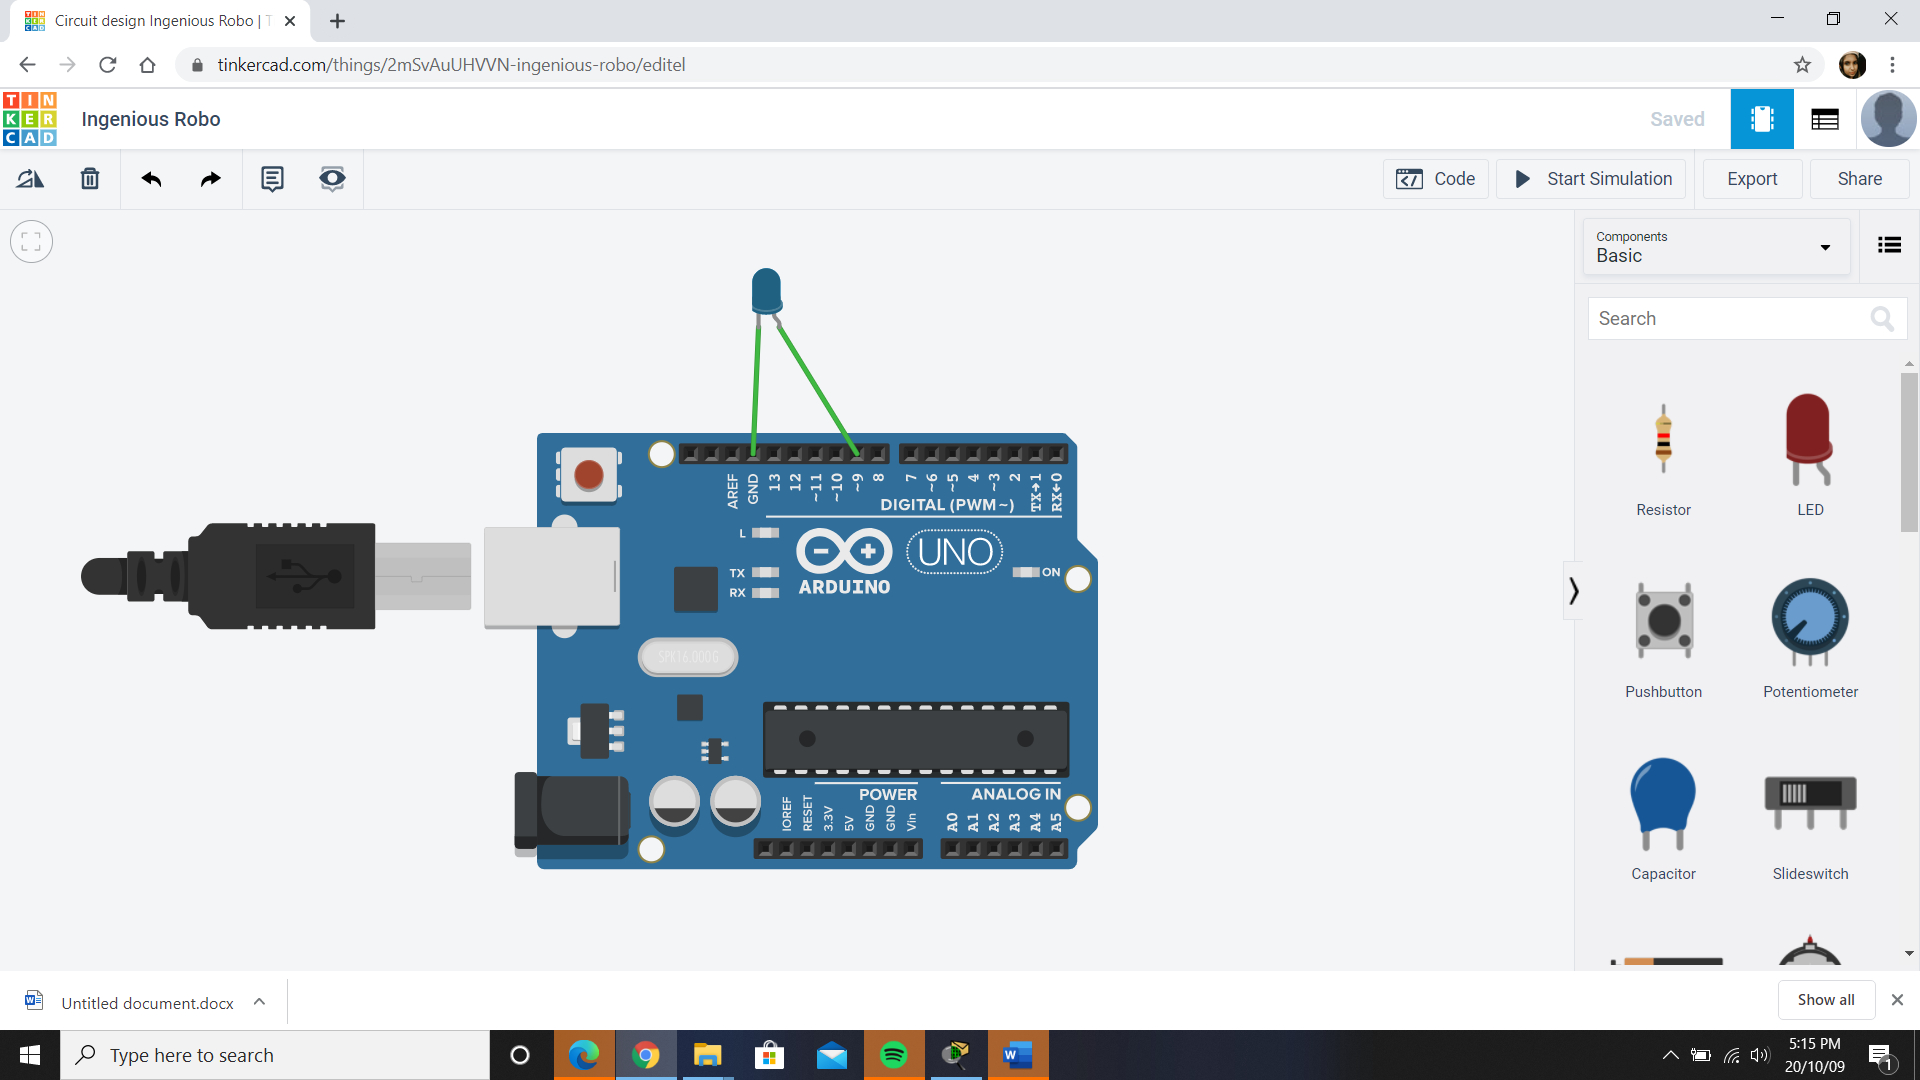 Circuit design Ingenious Robo | T
tinkercad.com/things/2mSvAuUHVVN-ingenious-robo/editel
TIN
KER
CAD
Ingenious Robo
Saved
Code
Start Simulation
Export
Share
Components
Basic
Search
Resistor
LED
Pushbutton
Potentiometer
Capacitor
Slideswitch
AREF
GND
13
12
~11
~10
~9
8
7
~6
~5
4
~3
2
TX→1
RX←0
DIGITAL (PWM~)
L
TX
RX
ARDUINO
UNO
ON
SPK16.000G
POWER
ANALOG IN
IOREF
RESET
3.3V
5V
GND
GND
Vin
A0
A1
A2
A3
A4
A5
Untitled document.docx
Show all
Type here to search
5:15 PM
20/10/09
1